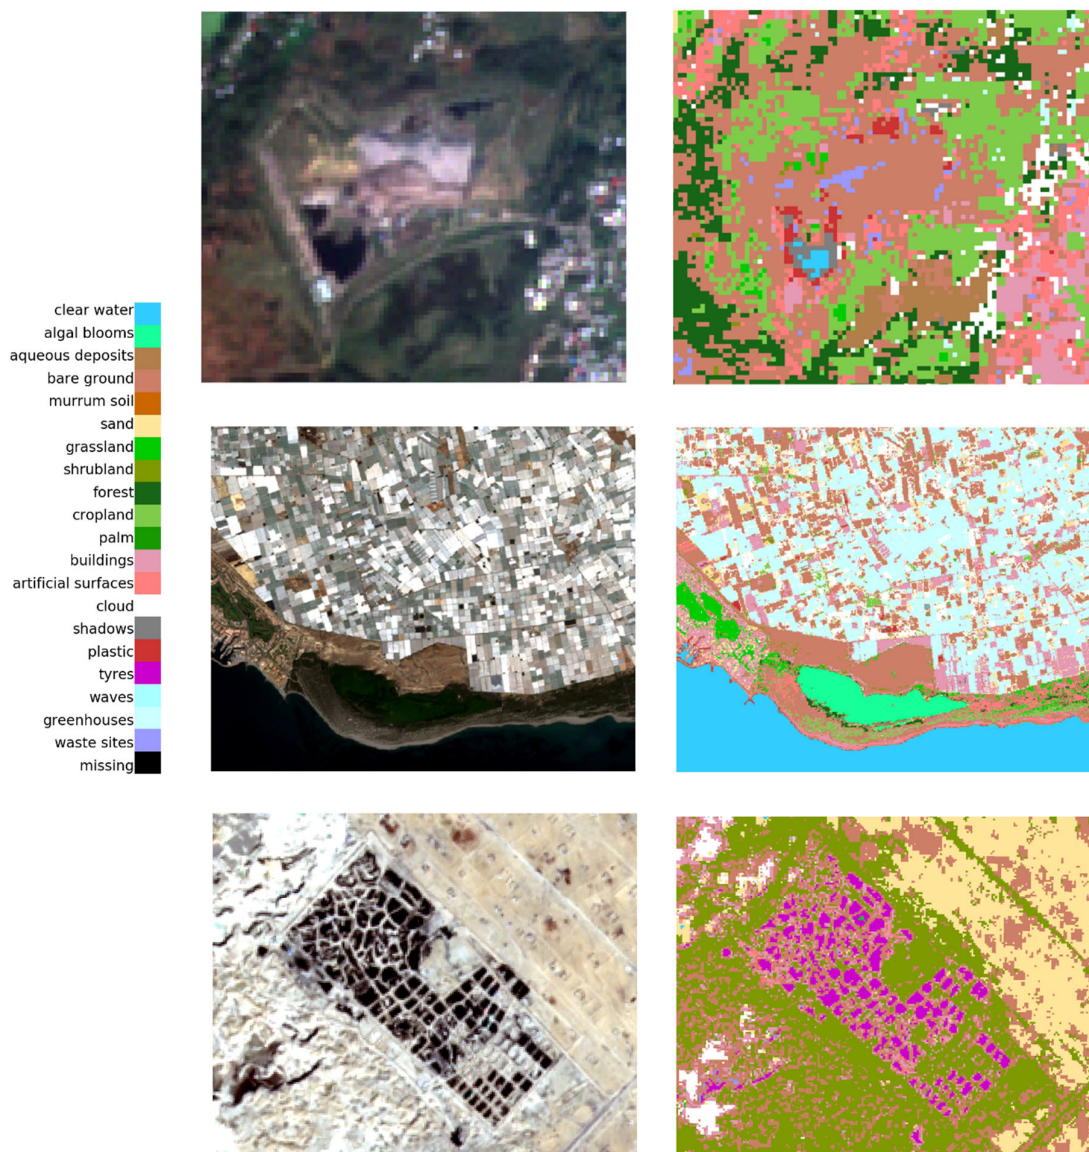 clear water
algal blooms
aqueous deposits
bare ground
murrum soil
sand
grassland
shrubland
forest
cropland
palm
buildings
artificial surfaces
cloud
shadows
plastic
tyres
waves
greenhouses
waste sites
missing